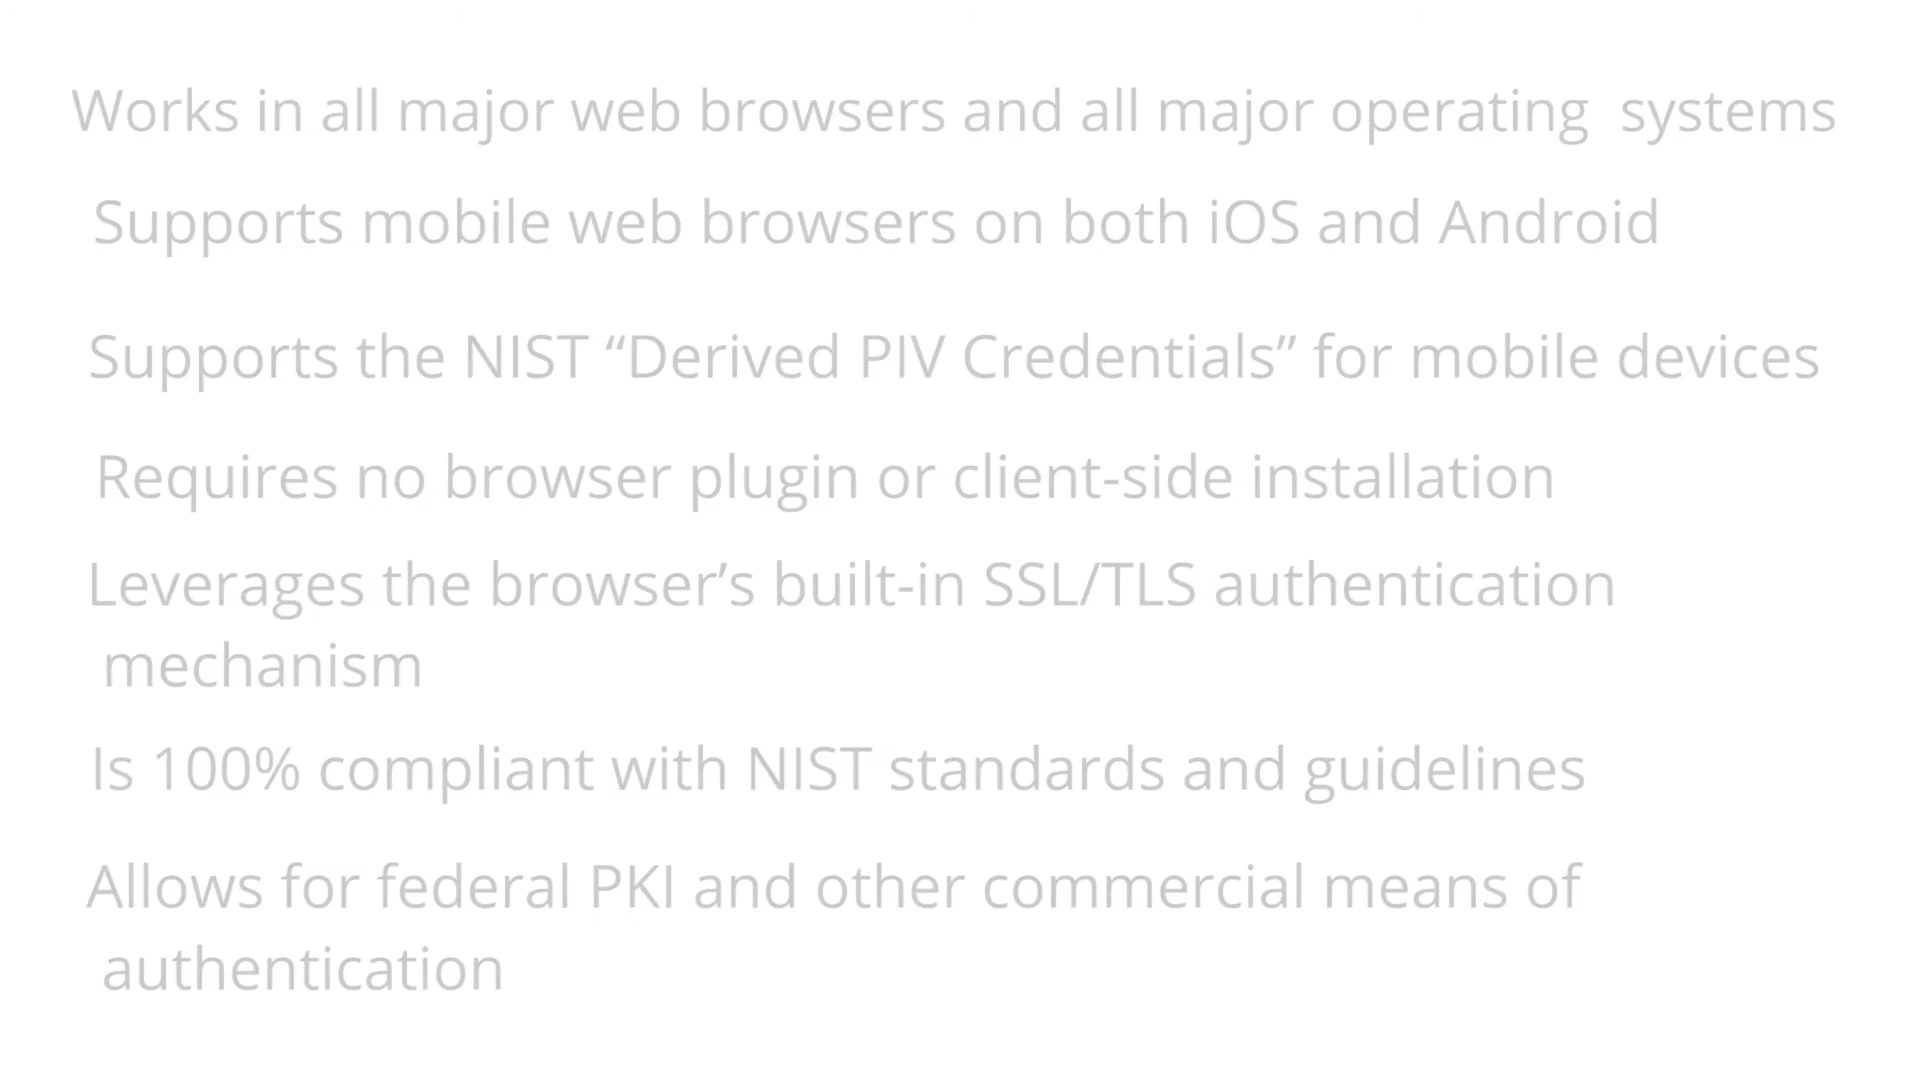 Works in all major web browsers and all major operating  systems
Supports mobile web browsers on both iOS and Android
Supports the NIST “Derived PIV Credentials” for mobile devices
Requires no browser plugin or client-side installation
Leverages the browser’s built-in SSL/TLS authentication
mechanism
Is 100% compliant with NIST standards and guidelines
Allows for federal PKI and other commercial means of
authentication